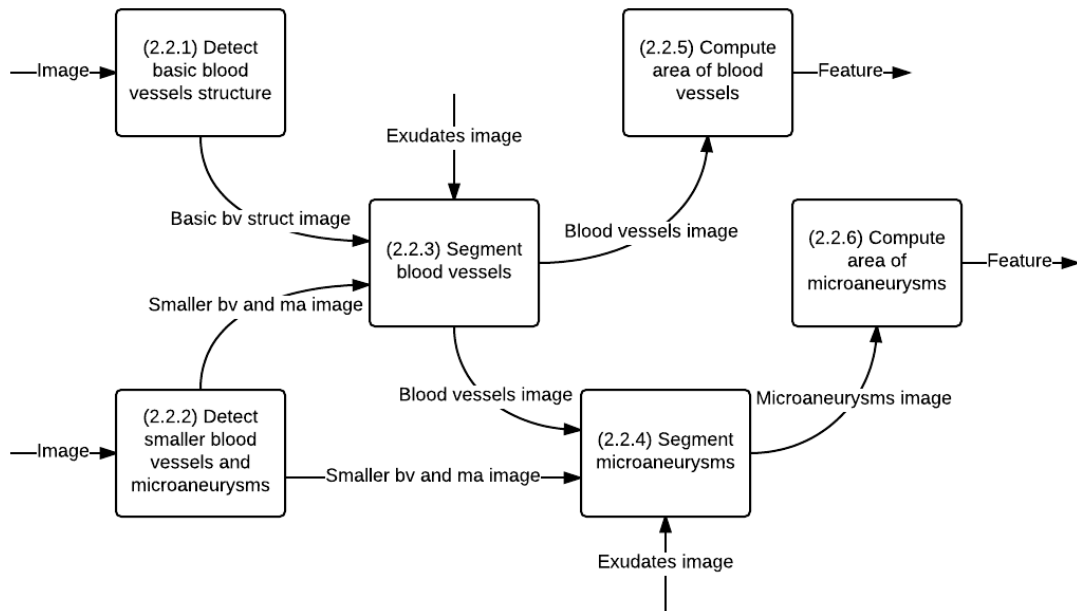 (2.2.1) Detect
basic blood
vessels structure
(2.2.5) Compute
area of blood
vessels
Image
Feature
Exudates image
Basic bv struct image
(2.2.3) Segment
blood vessels
Blood vessels image
(2.2.6) Compute
area of
microaneurysms
Feature
Smaller bv and ma image
Blood vessels image
Microaneurysms image
(2.2.2) Detect
smaller blood
vessels and
microaneurysms
Image
(2.2.4) Segment
microaneurysms
Smaller bv and ma image
Exudates image